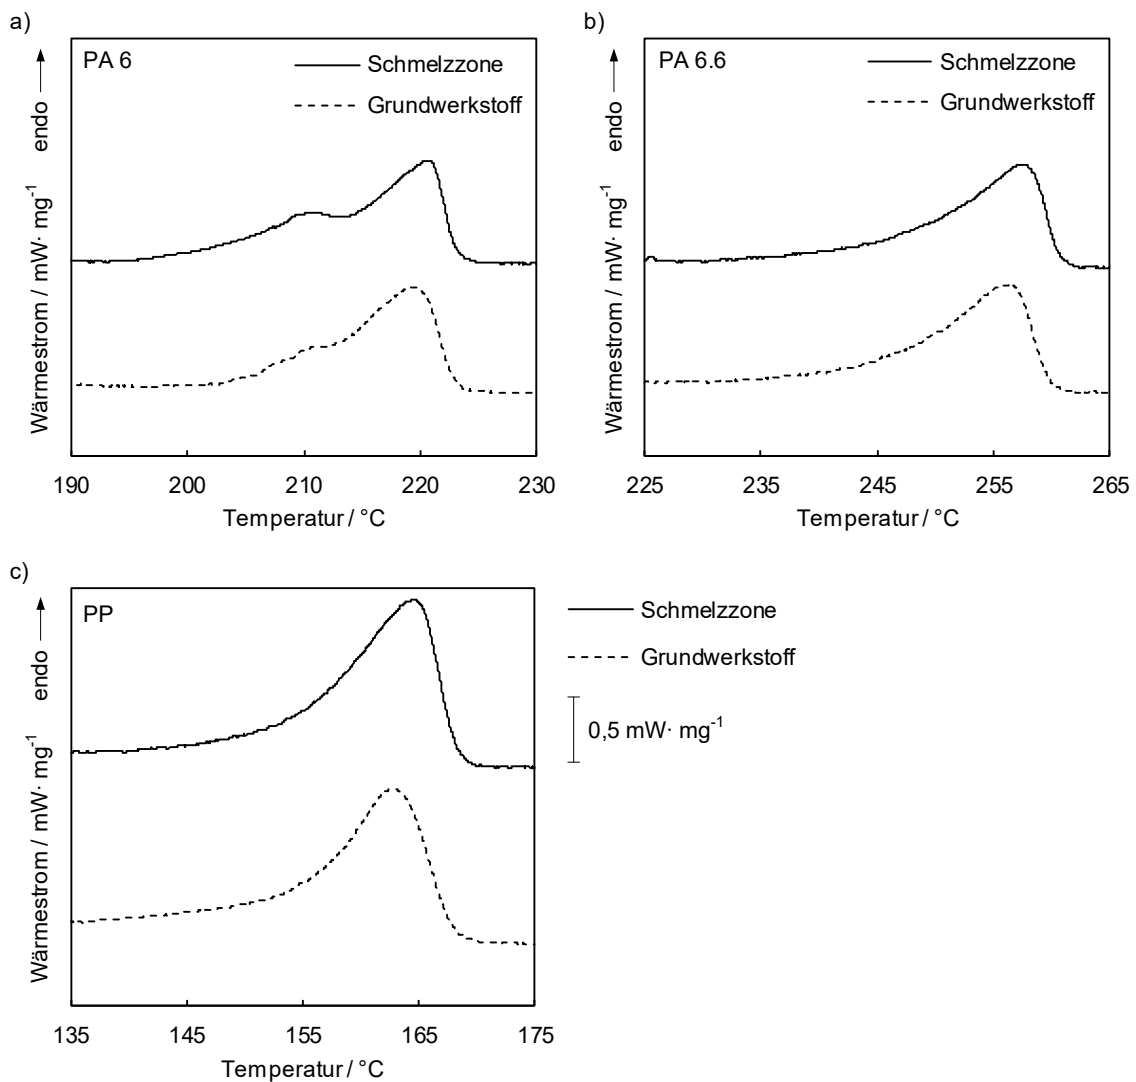 a)
PA 6
Schmelzzone
Grundwerkstoff
Wärmestrom / mW· mg⁻¹ endo
190 200 210 220 230
Temperatur / °C
b)
PA 6.6
Schmelzzone
Grundwerkstoff
Wärmestrom / mW· mg⁻¹ endo
225 235 245 255 265
Temperatur / °C
c)
PP
Wärmestrom / mW· mg⁻¹ endo
135 145 155 165 175
Temperatur / °C
Schmelzzone
Grundwerkstoff
0,5 mW· mg⁻¹